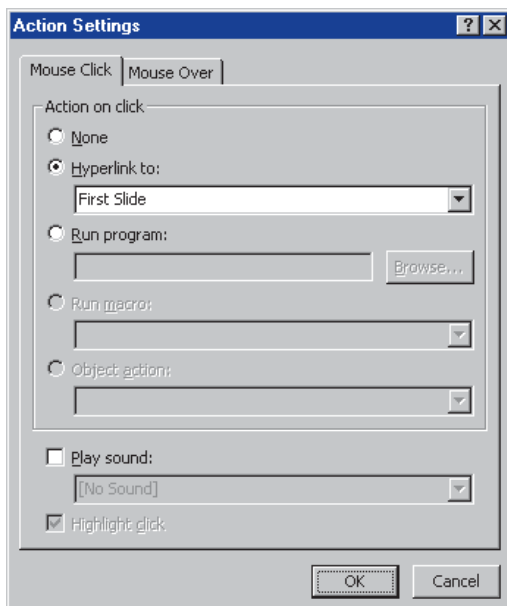 Action Settings
Mouse Click Mouse Over
Action on click
None
Hyperlink to:
First Slide
Run program:
Browse...
Run macro:
Object action:
Play sound:
[No Sound]
Highlight click
OK Cancel